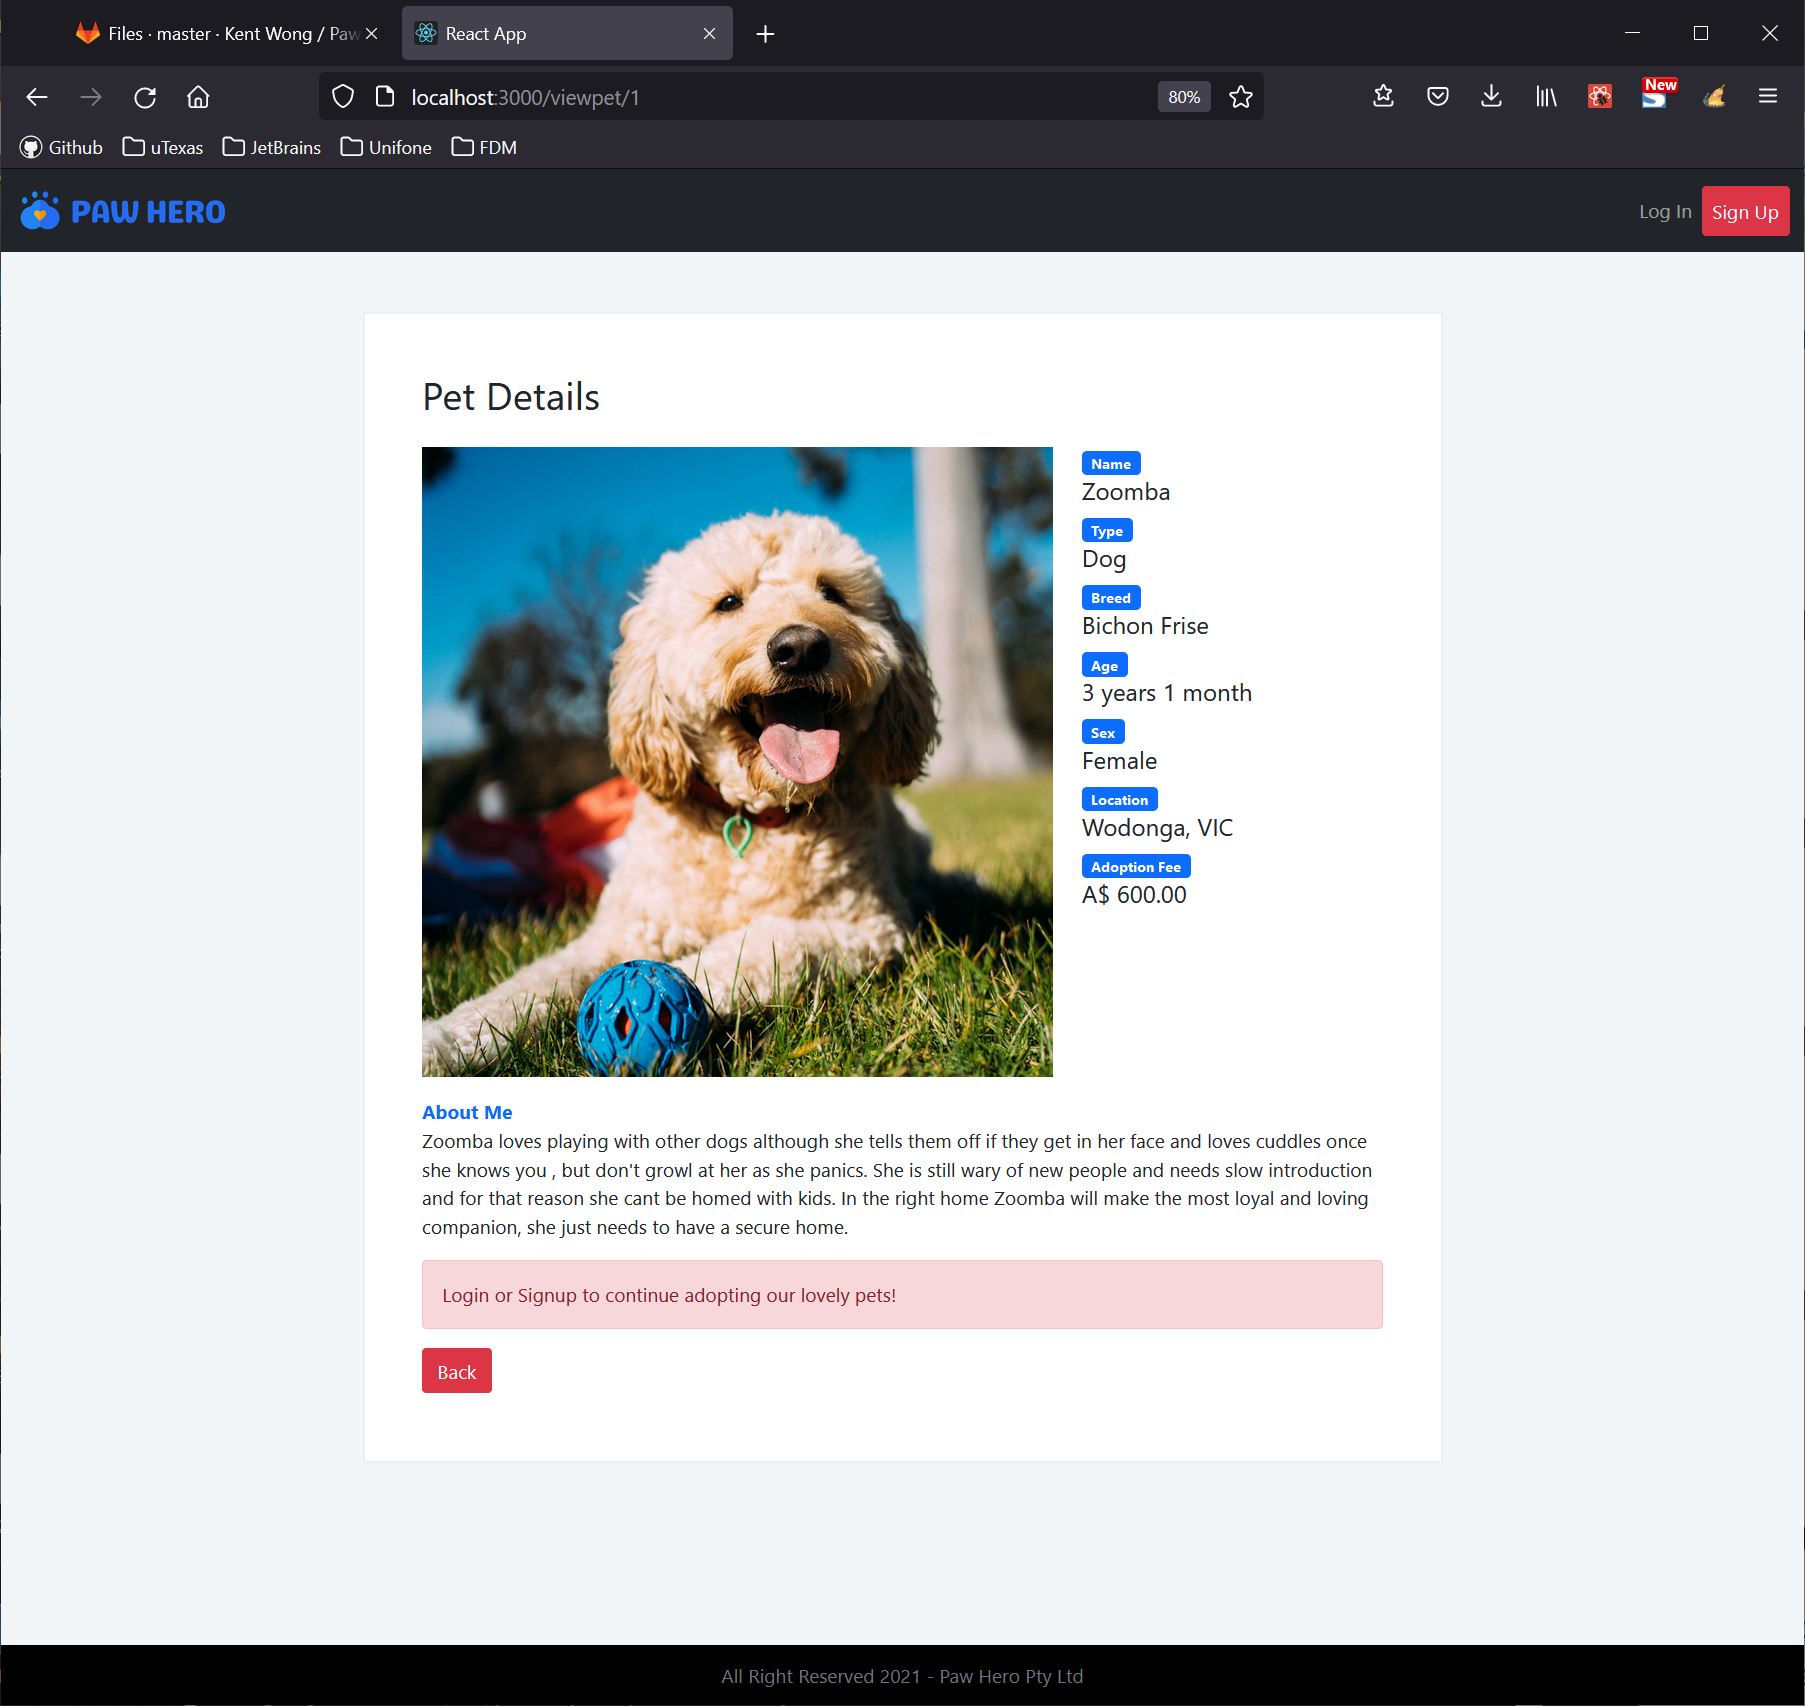 Files · master · Kent Wong / Paw
React App
localhost:3000/viewpet/1
80%
New
Github
uTexas
JetBrains
Unifone
FDM
PAW HERO
Log In
Sign Up
Pet Details
Name
Zoomba
Type
Dog
Breed
Bichon Frise
Age
3 years 1 month
Sex
Female
Location
Wodonga, VIC
Adoption Fee
A$ 600.00
About Me
Zoomba loves playing with other dogs although she tells them off if they get in her face and loves cuddles once
she knows you , but don't growl at her as she panics. She is still wary of new people and needs slow introduction
and for that reason she cant be homed with kids. In the right home Zoomba will make the most loyal and loving
companion, she just needs to have a secure home.
Login or Signup to continue adopting our lovely pets!
Back
All Right Reserved 2021 - Paw Hero Pty Ltd